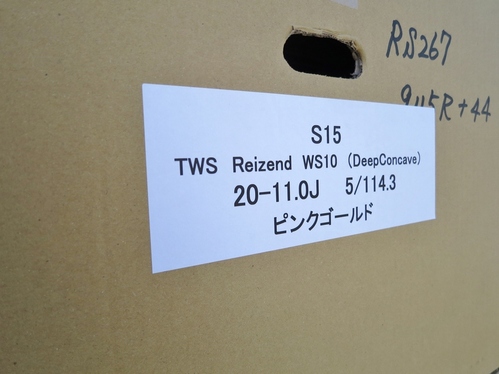 RS267
R+44
S15
TWS Reizend WS10 (DeepConcave)
20-11.0J 5/114.3
ピンクゴールド